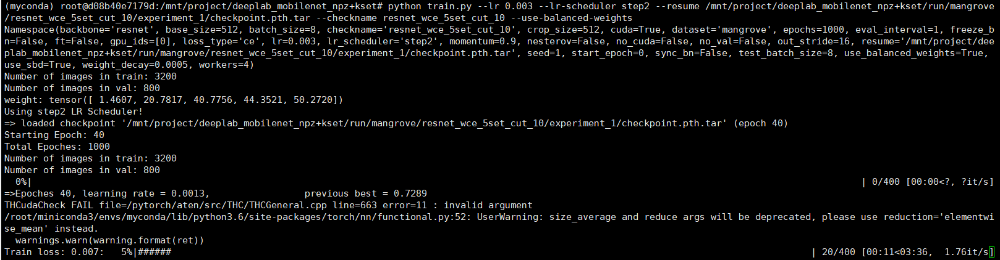 (myconda) root@d08b40e7179d:/mnt/project/deeplab_mobilenet_npz+kset# python train.py --lr 0.003 --lr-scheduler step2 --resume /mnt/project/deeplab_mobilenet_npz+kset/run/mangrove
/resnet_wce_5set_cut_10/experiment_1/checkpoint.pth.tar --checkname resnet_wce_5set_cut_10 --use-balanced-weights
Namespace(backbone='resnet', base_size=512, batch_size=8, checkname='resnet_wce_5set_cut_10', crop_size=512, cuda=True, dataset='mangrove', epochs=1000, eval_interval=1, freeze_b
n=False, ft=False, gpu_ids=[0], loss_type='ce', lr=0.003, lr_scheduler='step2', momentum=0.9, nesterov=False, no_cuda=False, no_val=False, out_stride=16, resume='/mnt/project/dee
plab_mobilenet_npz+kset/run/mangrove/resnet_wce_5set_cut_10/experiment_1/checkpoint.pth.tar', seed=1, start_epoch=0, sync_bn=False, test_batch_size=8, use_balanced_weights=True,
use_sbd=True, weight_decay=0.0005, workers=4)
Number of images in train: 3200
Number of images in val: 800
weight: tensor([ 1.4607, 20.7817, 40.7756, 44.3521, 50.2720])
Using step2 LR Scheduler!
=> loaded checkpoint '/mnt/project/deeplab_mobilenet_npz+kset/run/mangrove/resnet_wce_5set_cut_10/experiment_1/checkpoint.pth.tar' (epoch 40)
Starting Epoch: 40
Total Epoches: 1000
Number of images in train: 3200
Number of images in val: 800
0%| | 0/400 [00:00<?, ?it/s]
=>Epoches 40, learning rate = 0.0013, previous best = 0.7289
THCudaCheck FAIL file=/pytorch/aten/src/THC/THCGeneral.cpp line=663 error=11 : invalid argument
/root/miniconda3/envs/myconda/lib/python3.6/site-packages/torch/nn/functional.py:52: UserWarning: size_average and reduce args will be deprecated, please use reduction='elementwi
se_mean' instead.
warnings.warn(warning.format(ret))
Train loss: 0.007: 5%|###### | 20/400 [00:11<03:36, 1.76it/s]